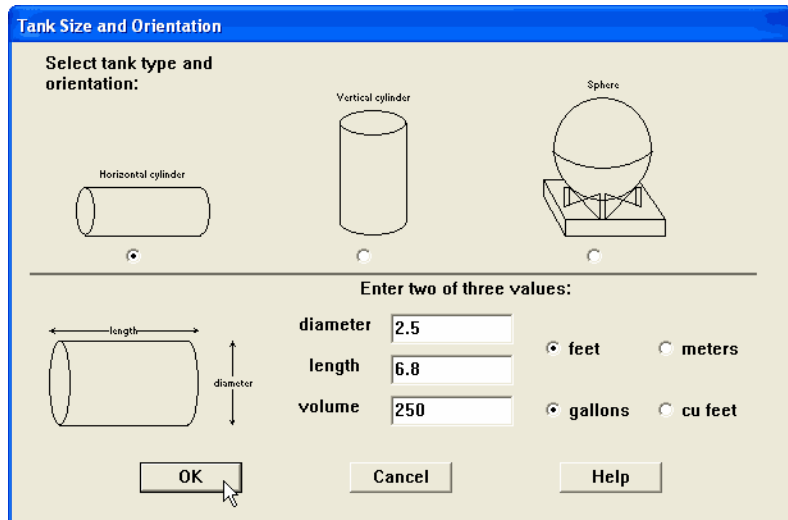 Tank Size and Orientation
Select tank type and
orientation:
Horizontal cylinder
Vertical cylinder
Sphere
Enter two of three values:
length
diameter
diameter 2.5
length 6.8
volume 250
feet meters
gallons cu feet
OK Cancel Help